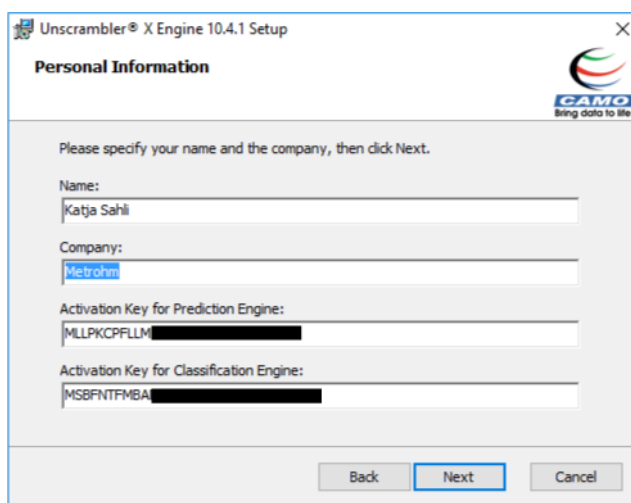 Unscrambler® X Engine 10.4.1 Setup
Personal Information
CAMO
Bring data to life
Please specify your name and the company, then click Next.
Name:
Katja Sahli
Company:
Metrohm
Activation Key for Prediction Engine:
MLLPKCPFLLM
Activation Key for Classification Engine:
MSBFNTFMBA
Back Next Cancel